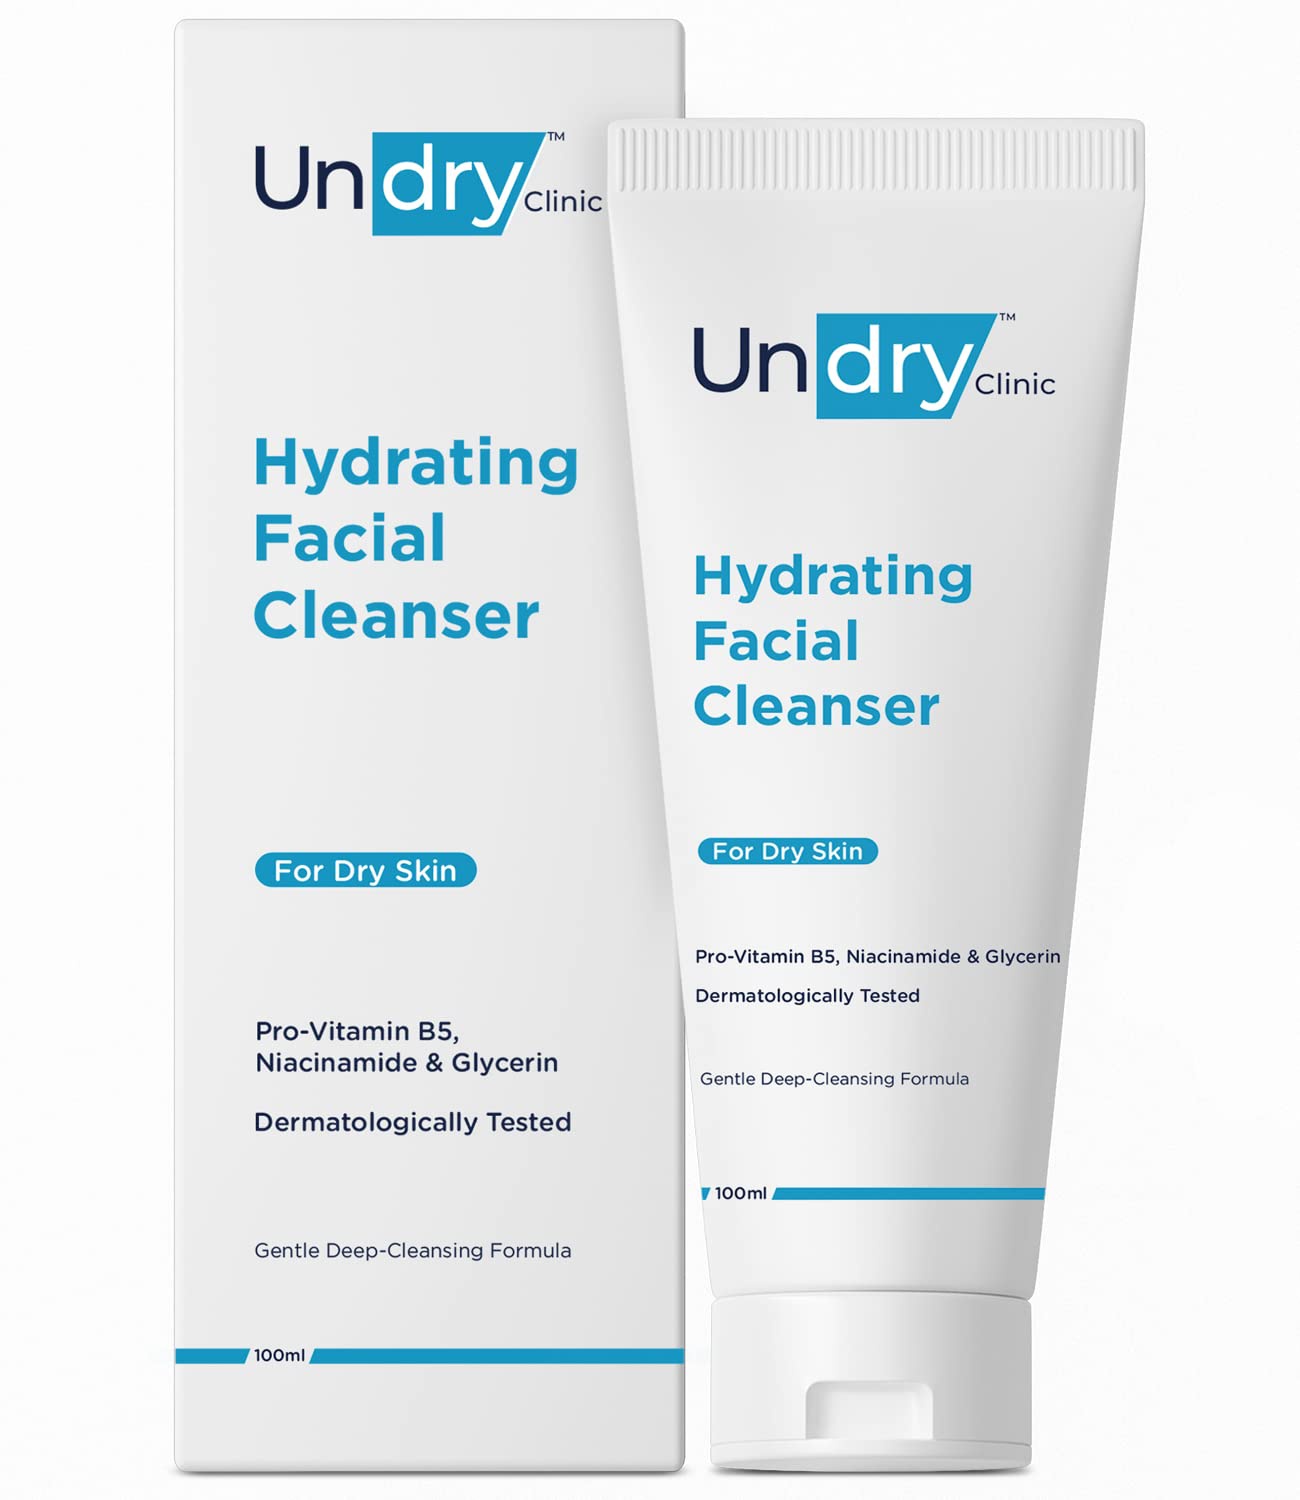 Undry™ Clinic
Hydrating
Facial
Cleanser
For Dry Skin
Pro-Vitamin B5,
Niacinamide & Glycerin
Dermatologically Tested
Gentle Deep-Cleansing Formula
100ml
Undry™ Clinic
Hydrating
Facial
Cleanser
For Dry Skin
Pro-Vitamin B5, Niacinamide & Glycerin
Dermatologically Tested
Gentle Deep-Cleansing Formula
100ml